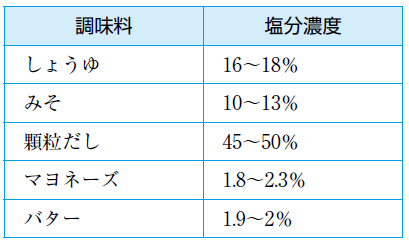 調味料 塩分濃度
しょうゆ 16〜18%
みそ 10〜13%
顆粒だし 45〜50%
マヨネーズ 1.8〜2.3%
バター 1.9〜2%